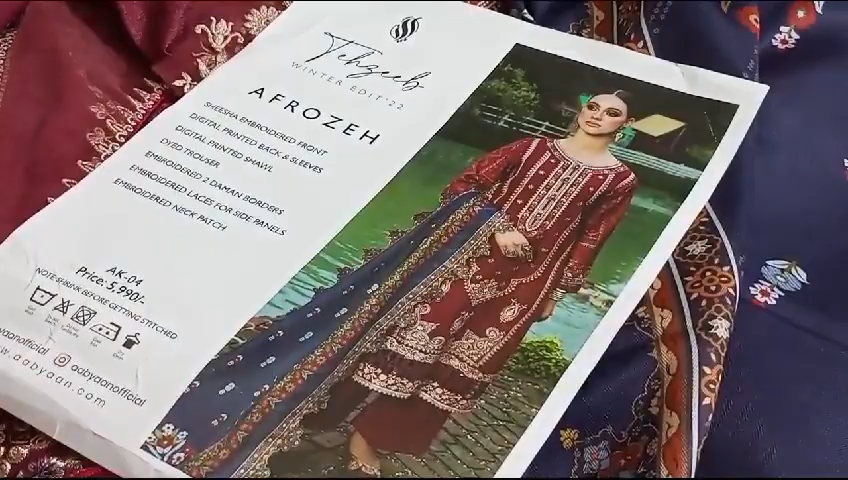 Tehzeeb
WINTER EDIT'22
AFROZEH
SHEESHA EMBROIDERED FRONT
DIGITAL PRINTED BACK & SLEEVES
DIGITAL PRINTED SHAWL
DYED TROUSER
EMBROIDERED 2 DAMAN BORDERS
EMBROIDERED LACES FOR SIDE PANELS
EMBROIDERED NECK PATCH
AK-04
Price: 5,990/-
NOTE: SHRINK BEFORE GETTING STITCHED
aabyaanofficial
w.aabyaan.com